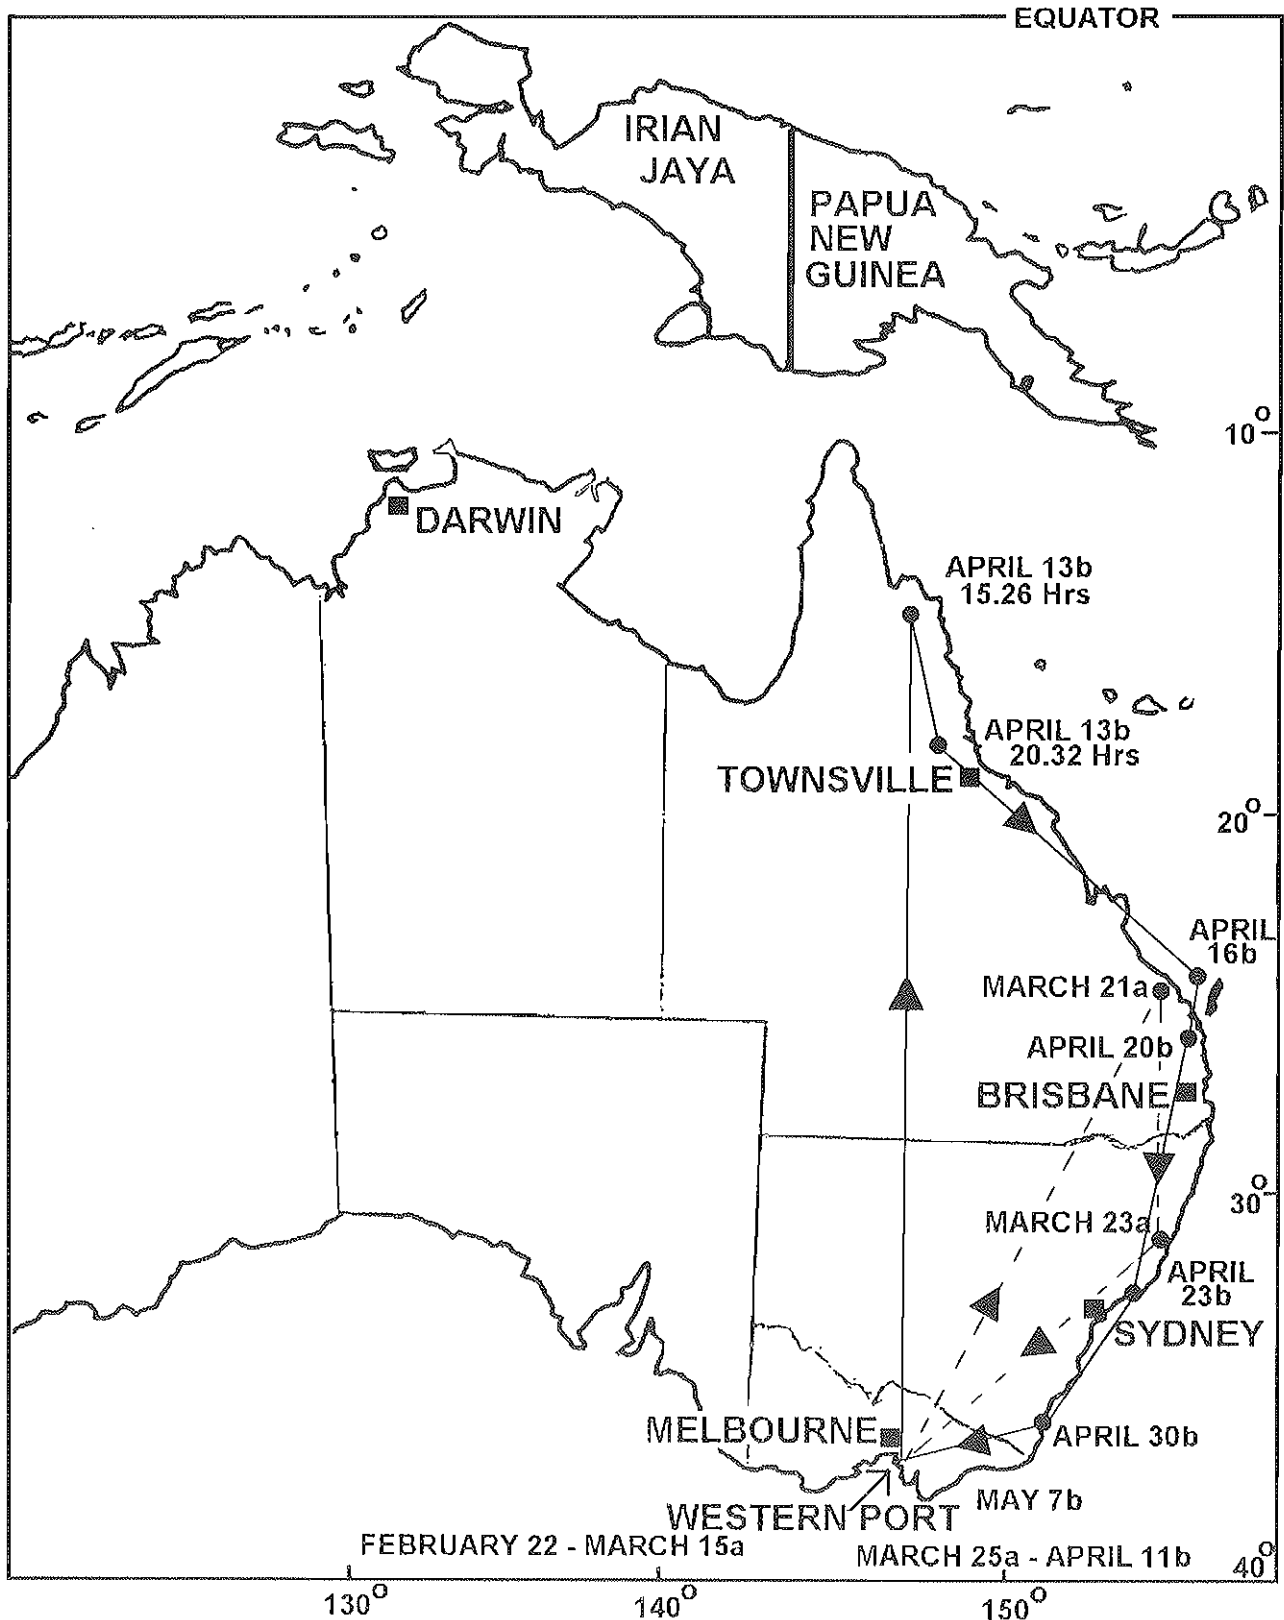 EQUATOR
IRIAN
JAYA
PAPUA
NEW
GUINEA
10°
DARWIN
APRIL 13b
15.26 Hrs
APRIL 13b
20.32 Hrs
TOWNSVILLE
20°
APRIL
16b
MARCH 21a
APRIL 20b
BRISBANE
30°
MARCH 23a
APRIL
23b
SYDNEY
MELBOURNE
APRIL 30b
MAY 7b
WESTERN PORT
FEBRUARY 22 - MARCH 15a
MARCH 25a - APRIL 11b
40°
130°
140°
150°